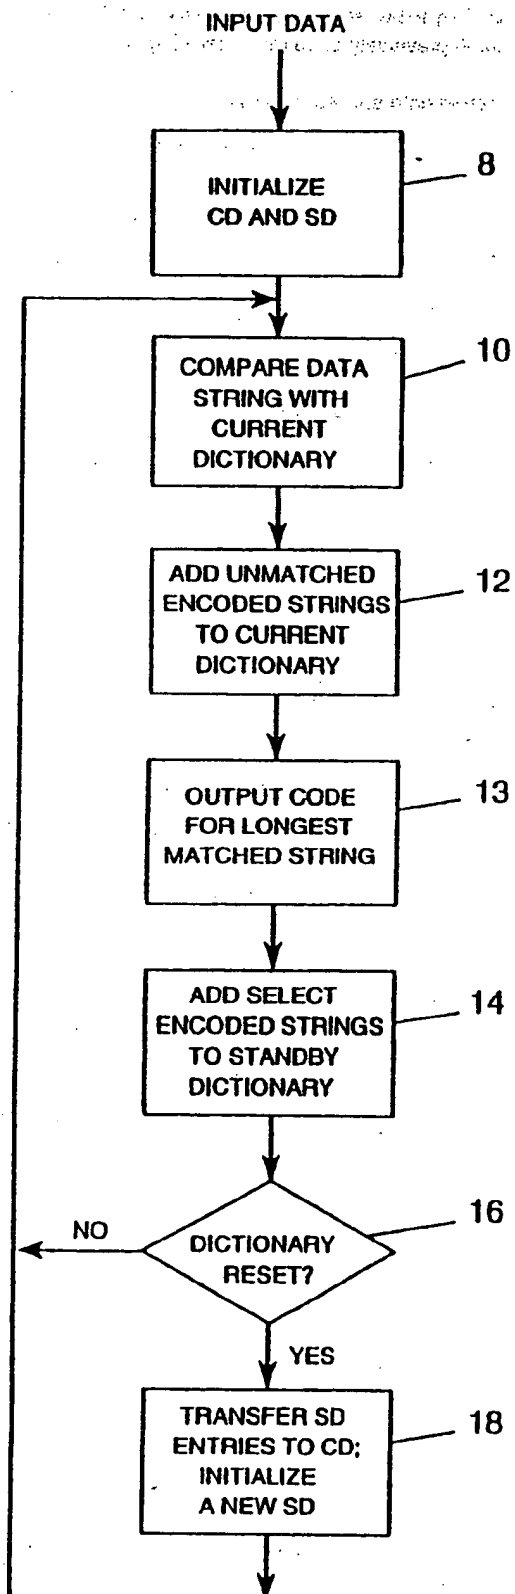 INPUT DATA
INITIALIZE
CD AND SD
8
COMPARE DATA
STRING WITH
CURRENT
DICTIONARY
10
ADD UNMATCHED
ENCODED STRINGS
TO CURRENT
DICTIONARY
12
OUTPUT CODE
FOR LONGEST
MATCHED STRING
13
ADD SELECT
ENCODED STRINGS
TO STANDBY
DICTIONARY
14
DICTIONARY
RESET?
16
NO
YES
TRANSFER SD
ENTRIES TO CD;
INITIALIZE
A NEW SD
18